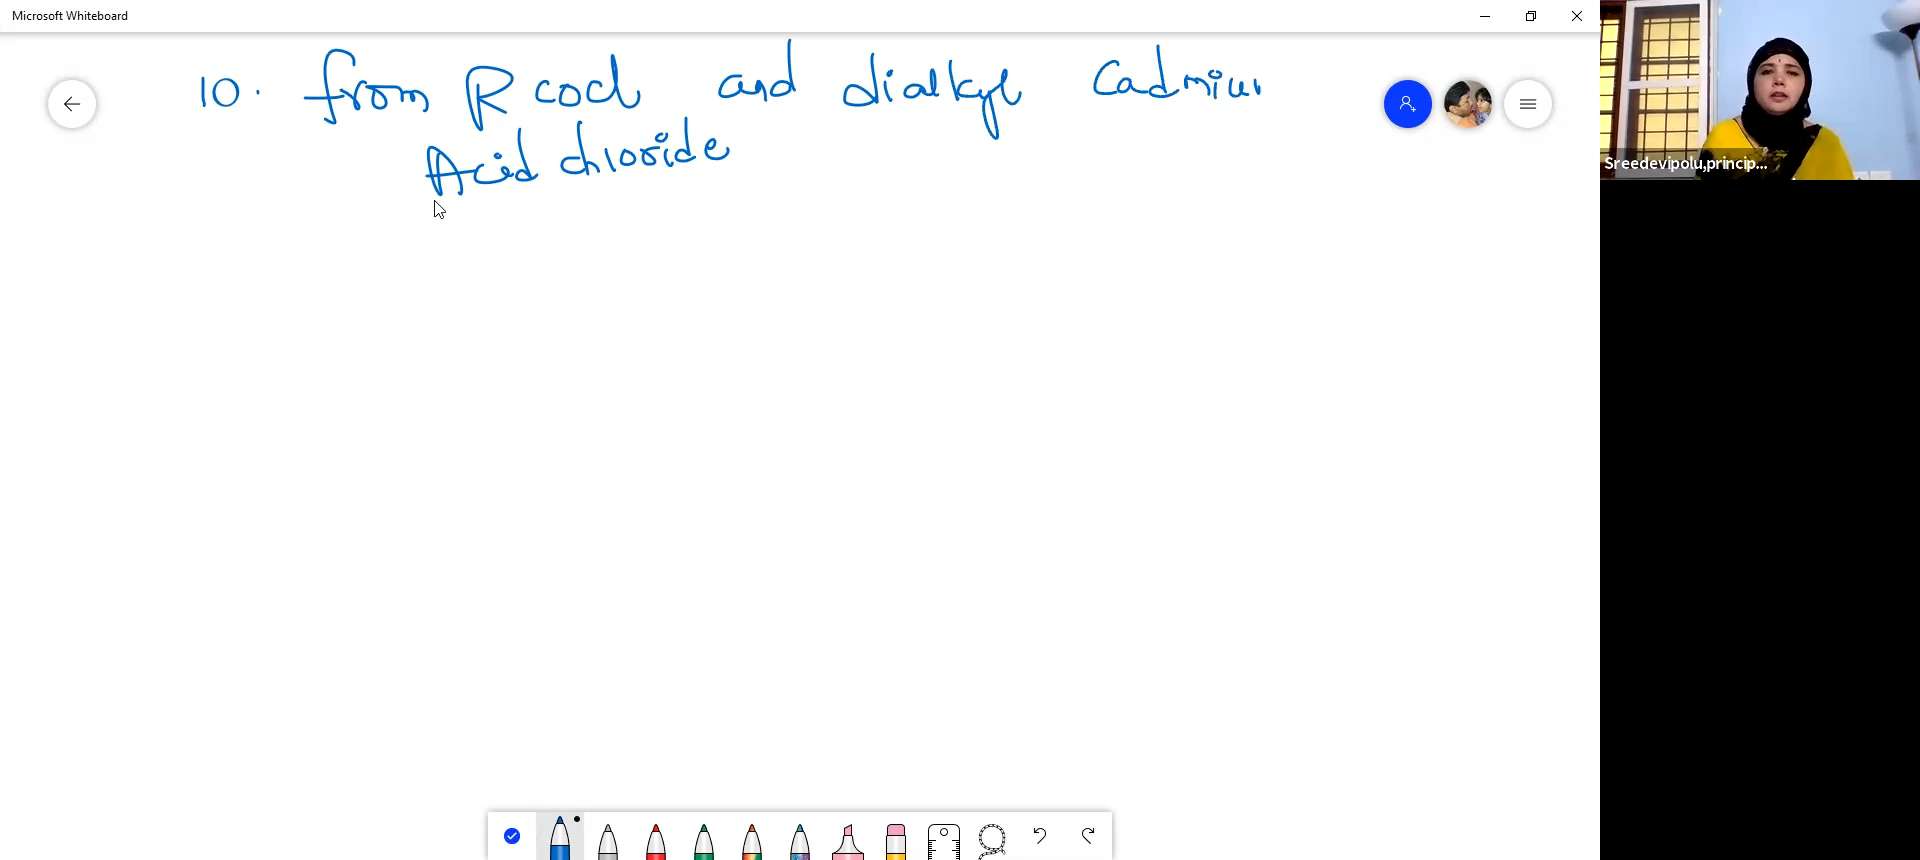 Microsoft Whiteboard
10. from R cocl and dialkyl Cadmium
Acid chloride
Sreedevipolu,princip...